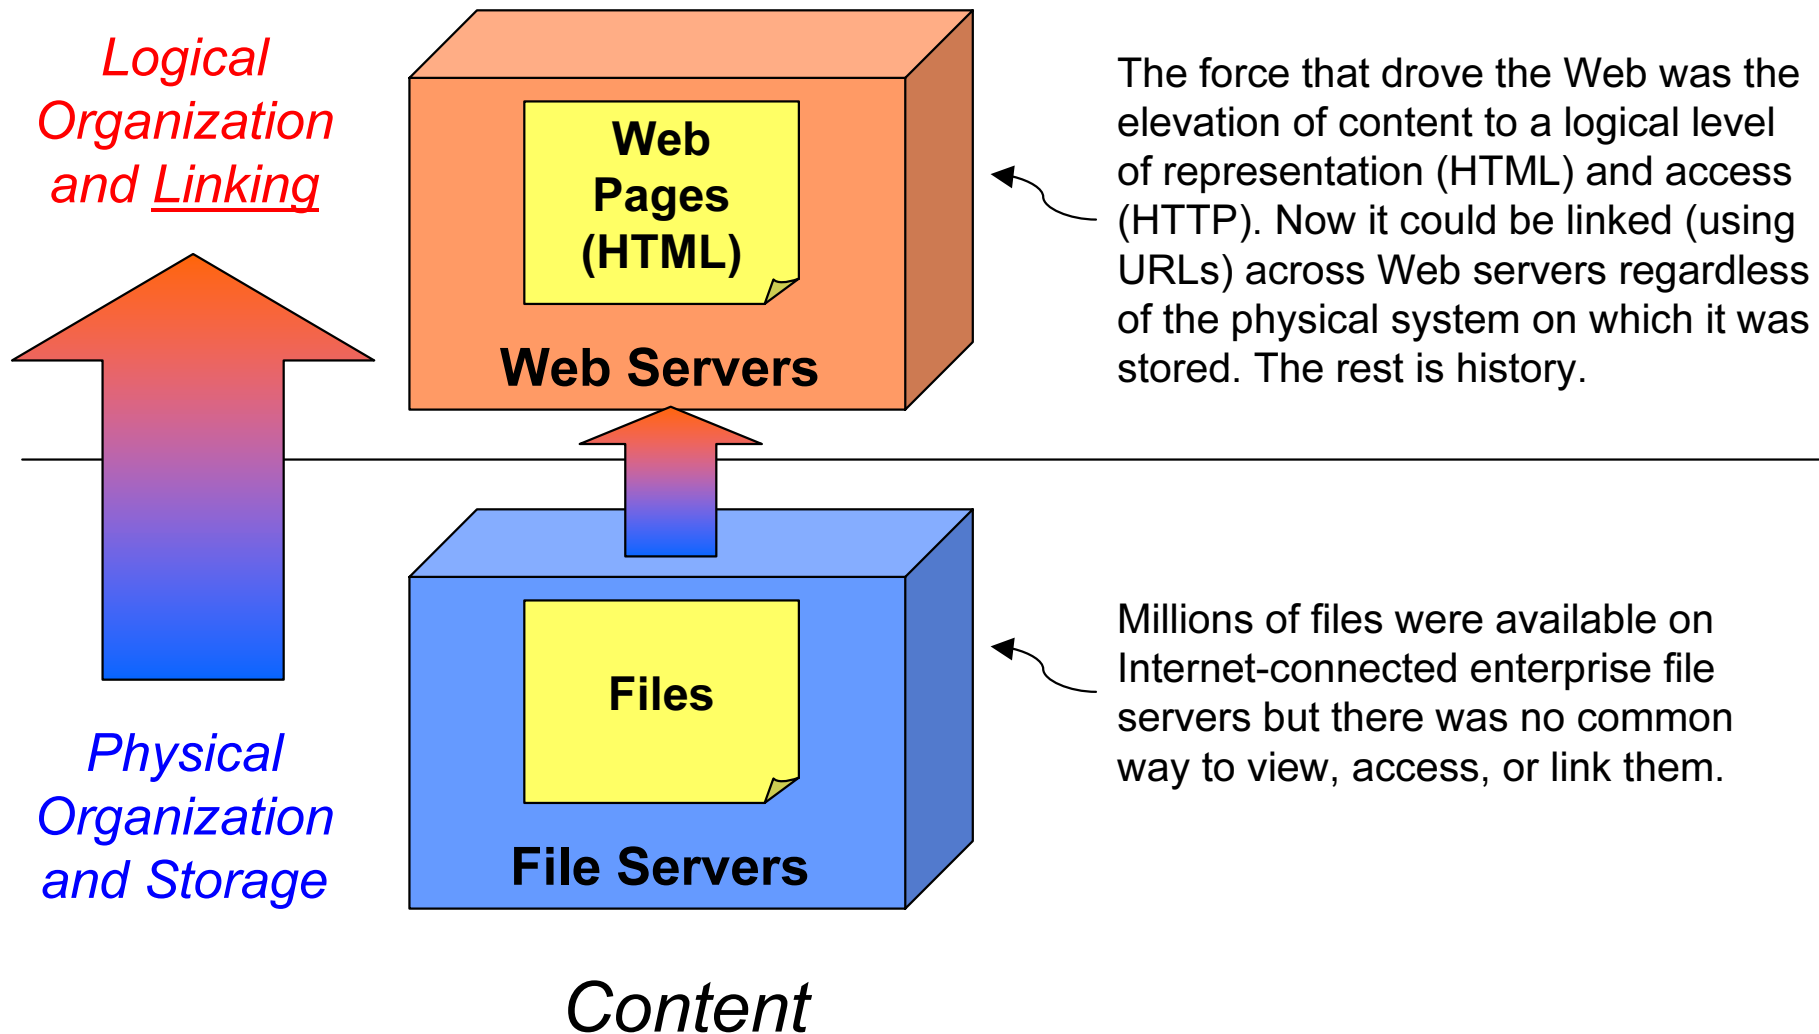 Logical
Organization
and Linking
Web
Pages
(HTML)
Web Servers
The force that drove the Web was the
elevation of content to a logical level
of representation (HTML) and access
(HTTP). Now it could be linked (using
URLs) across Web servers regardless
of the physical system on which it was
stored. The rest is history.
Physical
Organization
and Storage
Files
File Servers
Millions of files were available on
Internet-connected enterprise file
servers but there was no common
way to view, access, or link them.
Content